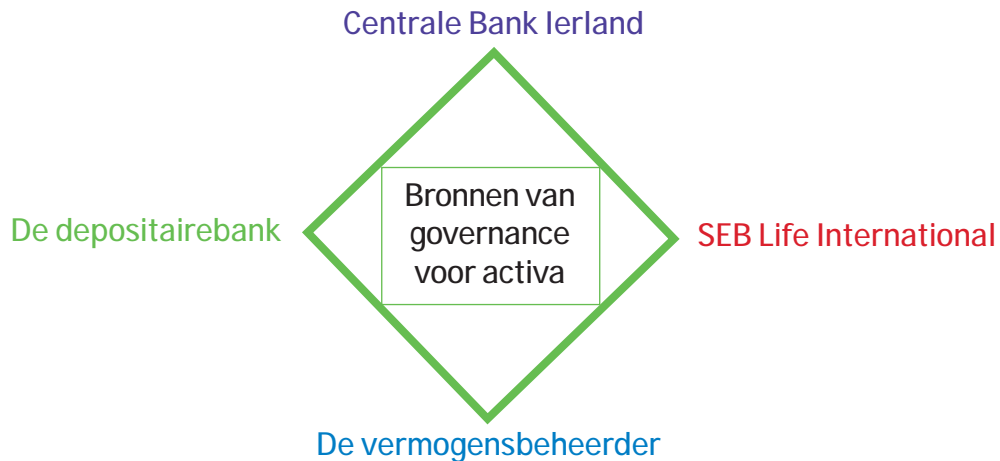 Centrale Bank Ierland
De depositairebank
Bronnen van
governance
voor activa
SEB Life International
De vermogensbeheerder